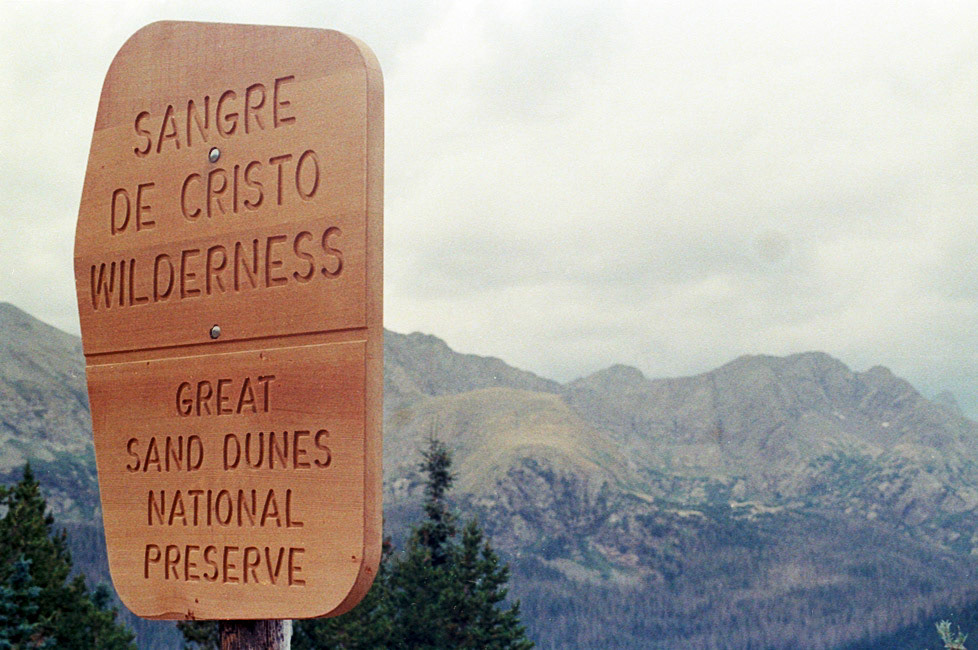 SANGRE
DE CRISTO
WILDERNESS
GREAT
SAND DUNES
NATIONAL
PRESERVE